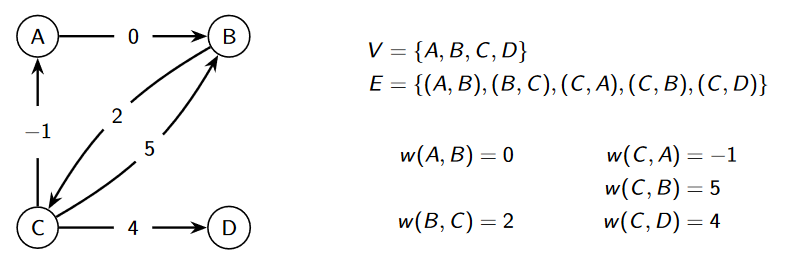 A 0 B
V = {A, B, C, D}
E = {(A, B), (B, C), (C, A), (C, B), (C, D)}
2
−1
5
w(A, B) = 0 w(C, A) = −1
w(C, B) = 5
C 4 D
w(B, C) = 2 w(C, D) = 4